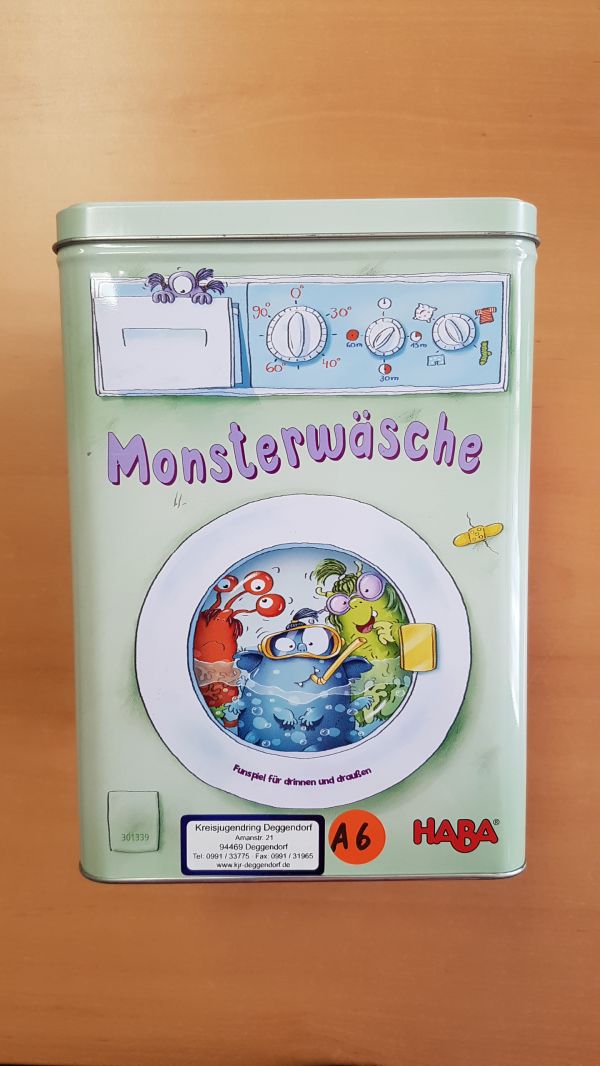 0°
90°
30°
60°
40°
60m
15m
30m
Monsterwäsche
Funspiel für drinnen und draußen
301339
Kreisjugendring Deggendorf
Amanstr. 21
94469 Deggendorf
Tel. 0991 / 33775 Fax. 0991 / 31965
www.kjr-deggendorf.de
A6
HABA®